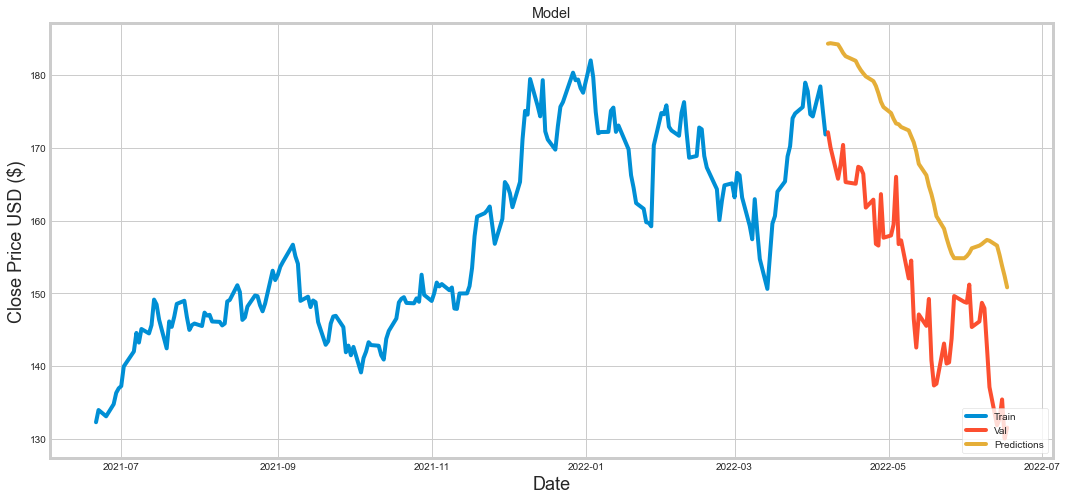 Model
Close Price USD ($)
180
170
160
150
140
130
2021-07 2021-09 2021-11 2022-01 2022-03 2022-05 2022-07
Date
Train
Val
Predictions